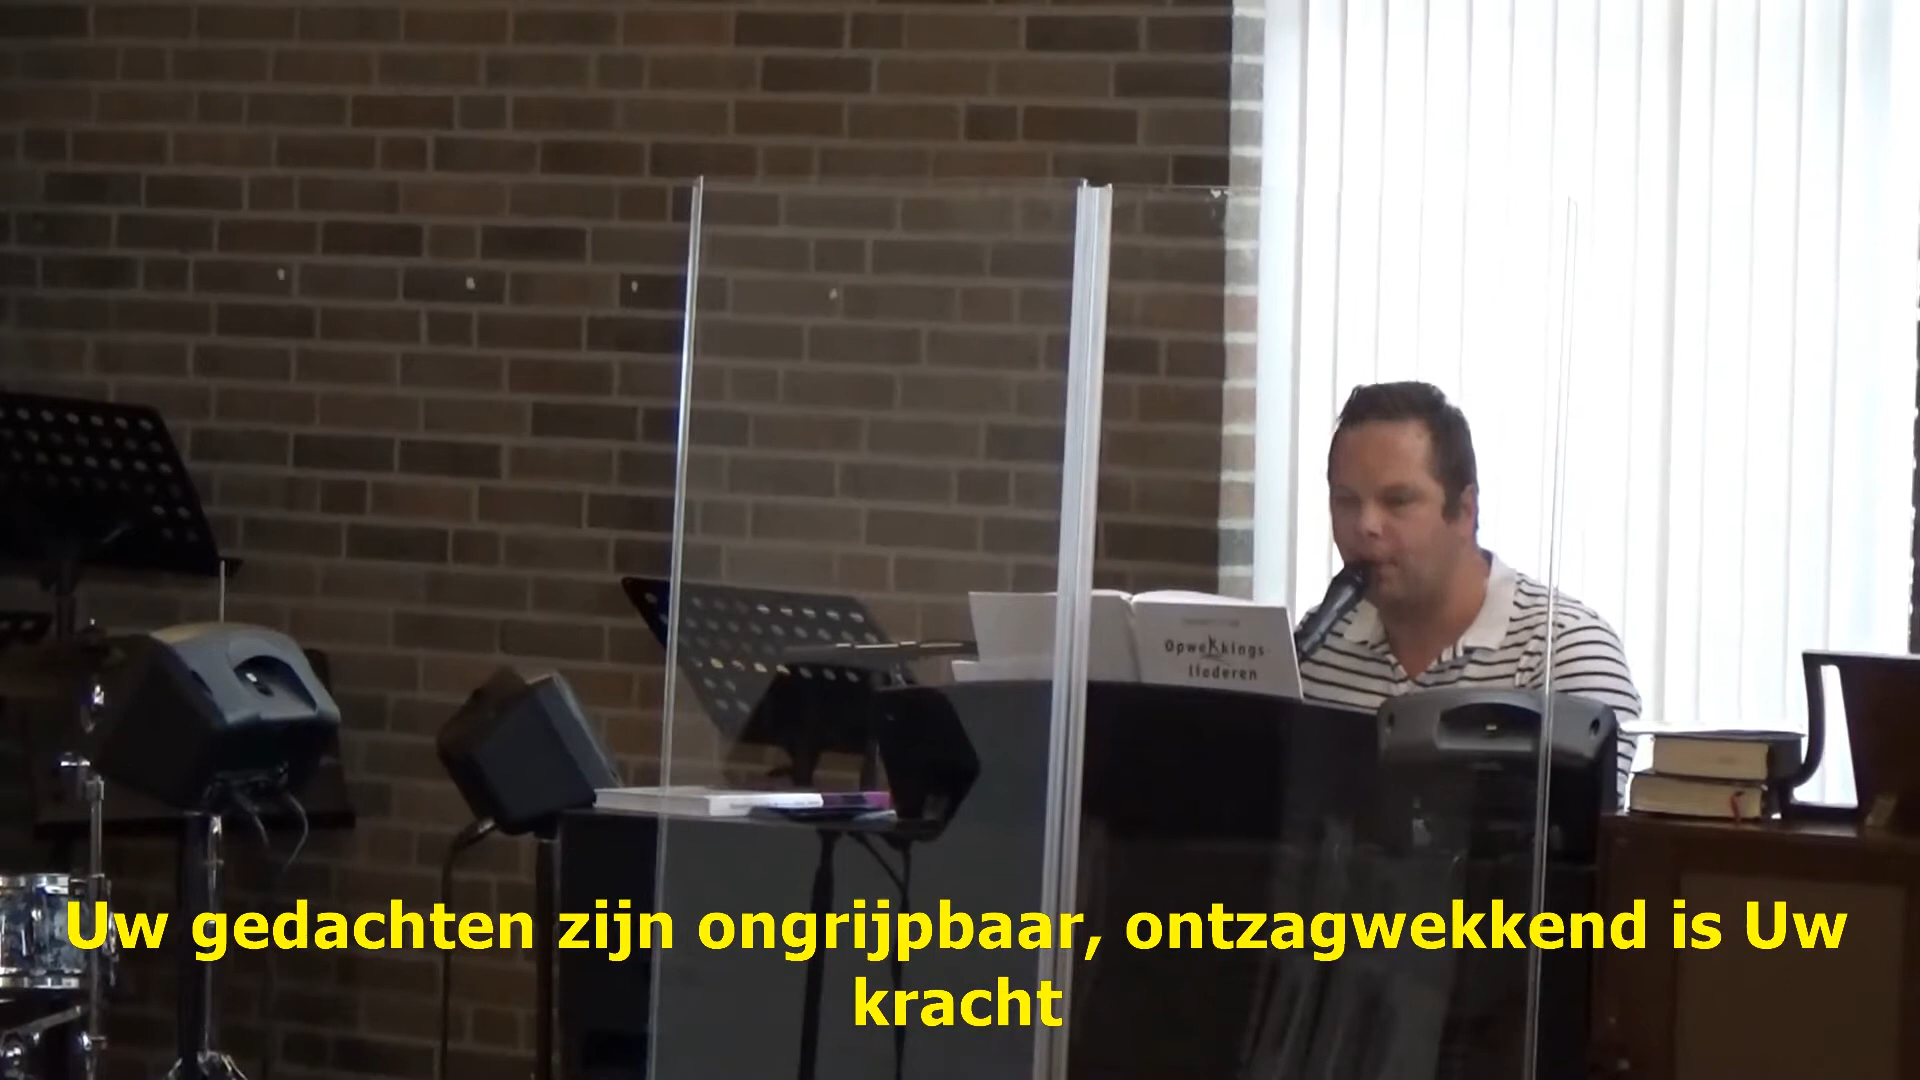 Opwekkings-
liederen
Uw gedachten zijn ongrijpbaar, ontzagwekkend is Uw
kracht